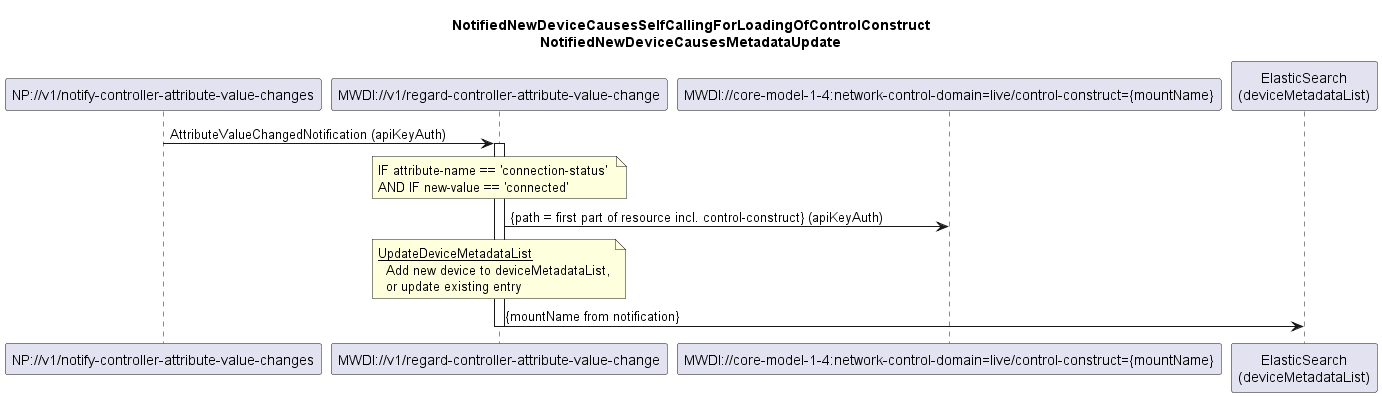 NotifiedNewDeviceCausesSelfCallingForLoadingOfControlConstruct
NotifiedNewDeviceCausesMetadataUpdate
NP://v1/notify-controller-attribute-value-changes
MWDI://v1/regard-controller-attribute-value-change
MWDI://core-model-1-4:network-control-domain=live/control-construct={mountName}
ElasticSearch
(deviceMetadataList)
AttributeValueChangedNotification (apiKeyAuth)
IF attribute-name == 'connection-status'
AND IF new-value == 'connected'
{path = first part of resource incl. control-construct} (apiKeyAuth)
UpdateDeviceMetadataList
Add new device to deviceMetadataList,
or update existing entry
{mountName from notification}
NP://v1/notify-controller-attribute-value-changes
MWDI://v1/regard-controller-attribute-value-change
MWDI://core-model-1-4:network-control-domain=live/control-construct={mountName}
ElasticSearch
(deviceMetadataList)